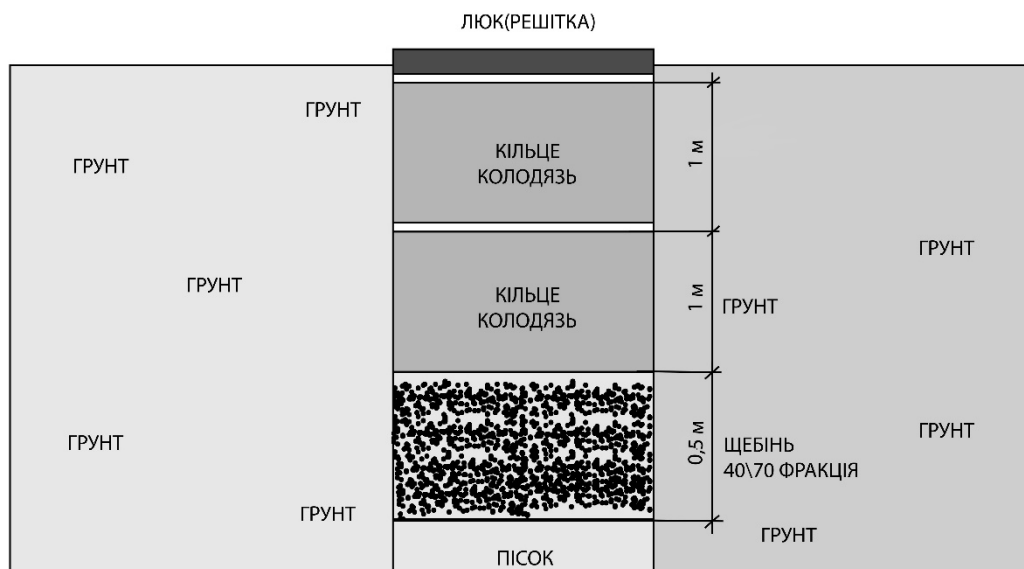 ЛЮК(РЕШІТКА)
ГРУНТ
ГРУНТ
КІЛЬЦЕ
КОЛОДЯЗЬ
1 м
ГРУНТ
ГРУНТ
КІЛЬЦЕ
КОЛОДЯЗЬ
1 м
ГРУНТ
ГРУНТ
ГРУНТ
0,5 м
ЩЕБІНЬ
40\70 ФРАКЦІЯ
ГРУНТ
ГРУНТ
ГРУНТ
ПІСОК